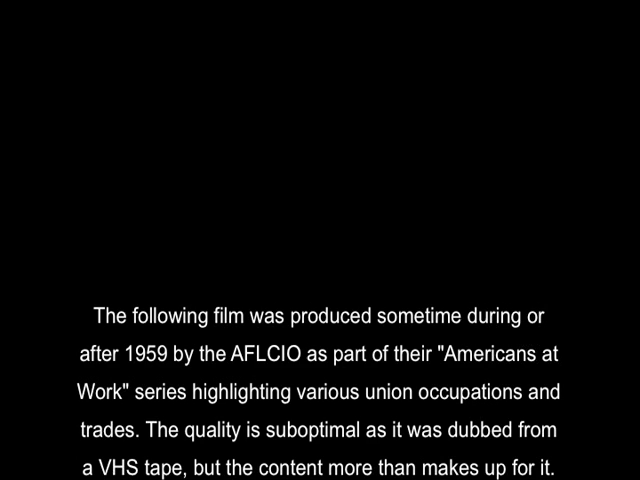 The following film was produced sometime during or
after 1959 by the AFLCIO as part of their "Americans at
Work" series highlighting various union occupations and
trades. The quality is suboptimal as it was dubbed from
a VHS tape, but the content more than makes up for it.